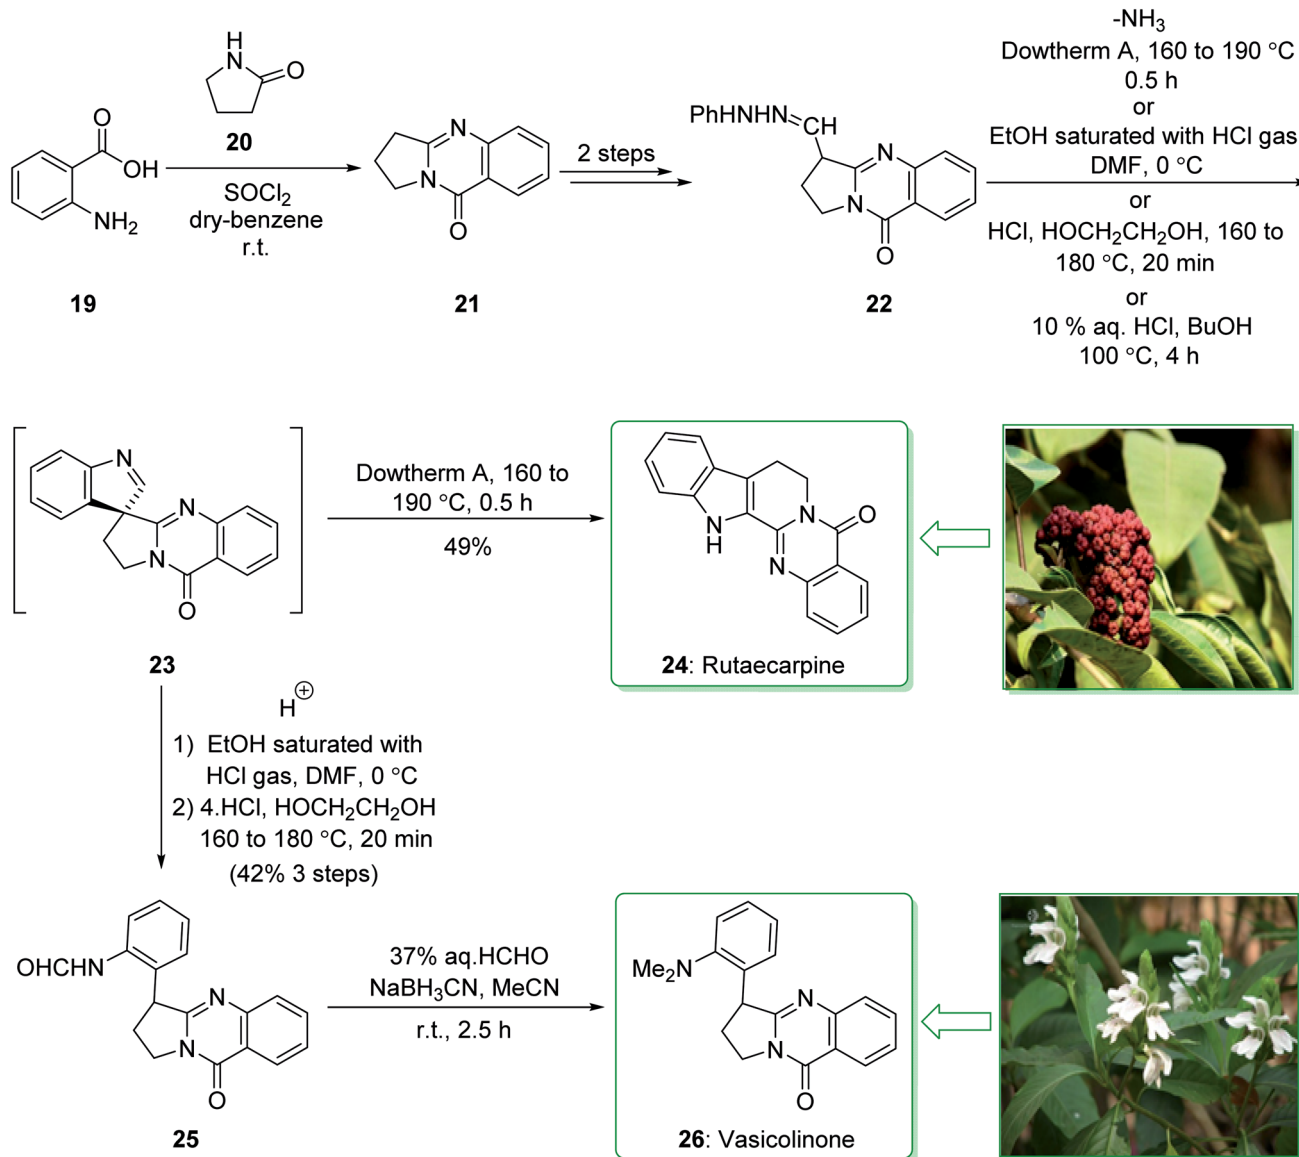 H
N
O
20
O
OH
NH₂
19
SOCl₂
dry-benzene
r.t.
N
N
O
21
2 steps
PhHNHN
CH
N
N
O
22
-NH₃
Dowtherm A, 160 to 190 °C
0.5 h
or
EtOH saturated with HCl gas
DMF, 0 °C
or
HCl, HOCH₂CH₂OH, 160 to
180 °C, 20 min
or
10 % aq. HCl, BuOH
100 °C, 4 h
N
N
N
O
23
Dowtherm A, 160 to
190 °C, 0.5 h
49%
N
H
N
O
N
24: Rutaecarpine
H⊕
1) EtOH saturated with
HCl gas, DMF, 0 °C
2) 4.HCl, HOCH₂CH₂OH
160 to 180 °C, 20 min
(42% 3 steps)
OHCHN
N
N
O
25
37% aq.HCHO
NaBH₃CN, MeCN
r.t., 2.5 h
Me₂N
N
N
O
26: Vasicolinone